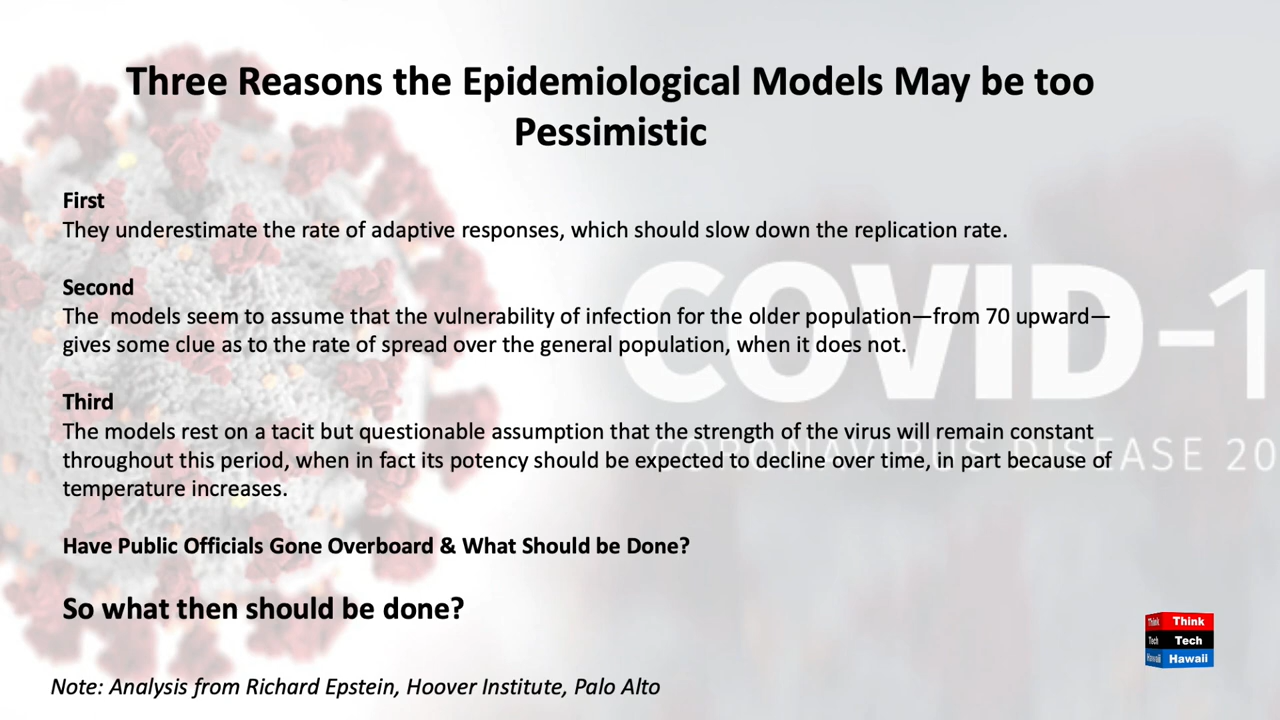 Three Reasons the Epidemiological Models May be too
Pessimistic
First
They underestimate the rate of adaptive responses, which should slow down the replication rate.
Second
The  models seem to assume that the vulnerability of infection for the older population—from 70 upward—
gives some clue as to the rate of spread over the general population, when it does not.
Third
The models rest on a tacit but questionable assumption that the strength of the virus will remain constant
throughout this period, when in fact its potency should be expected to decline over time, in part because of
temperature increases.
Have Public Officials Gone Overboard & What Should be Done?
So what then should be done?
Note: Analysis from Richard Epstein, Hoover Institute, Palo Alto
COVID-1
CORONAVIRUS DISEASE 20
Think Think
Tech Tech
Hawaii Hawaii